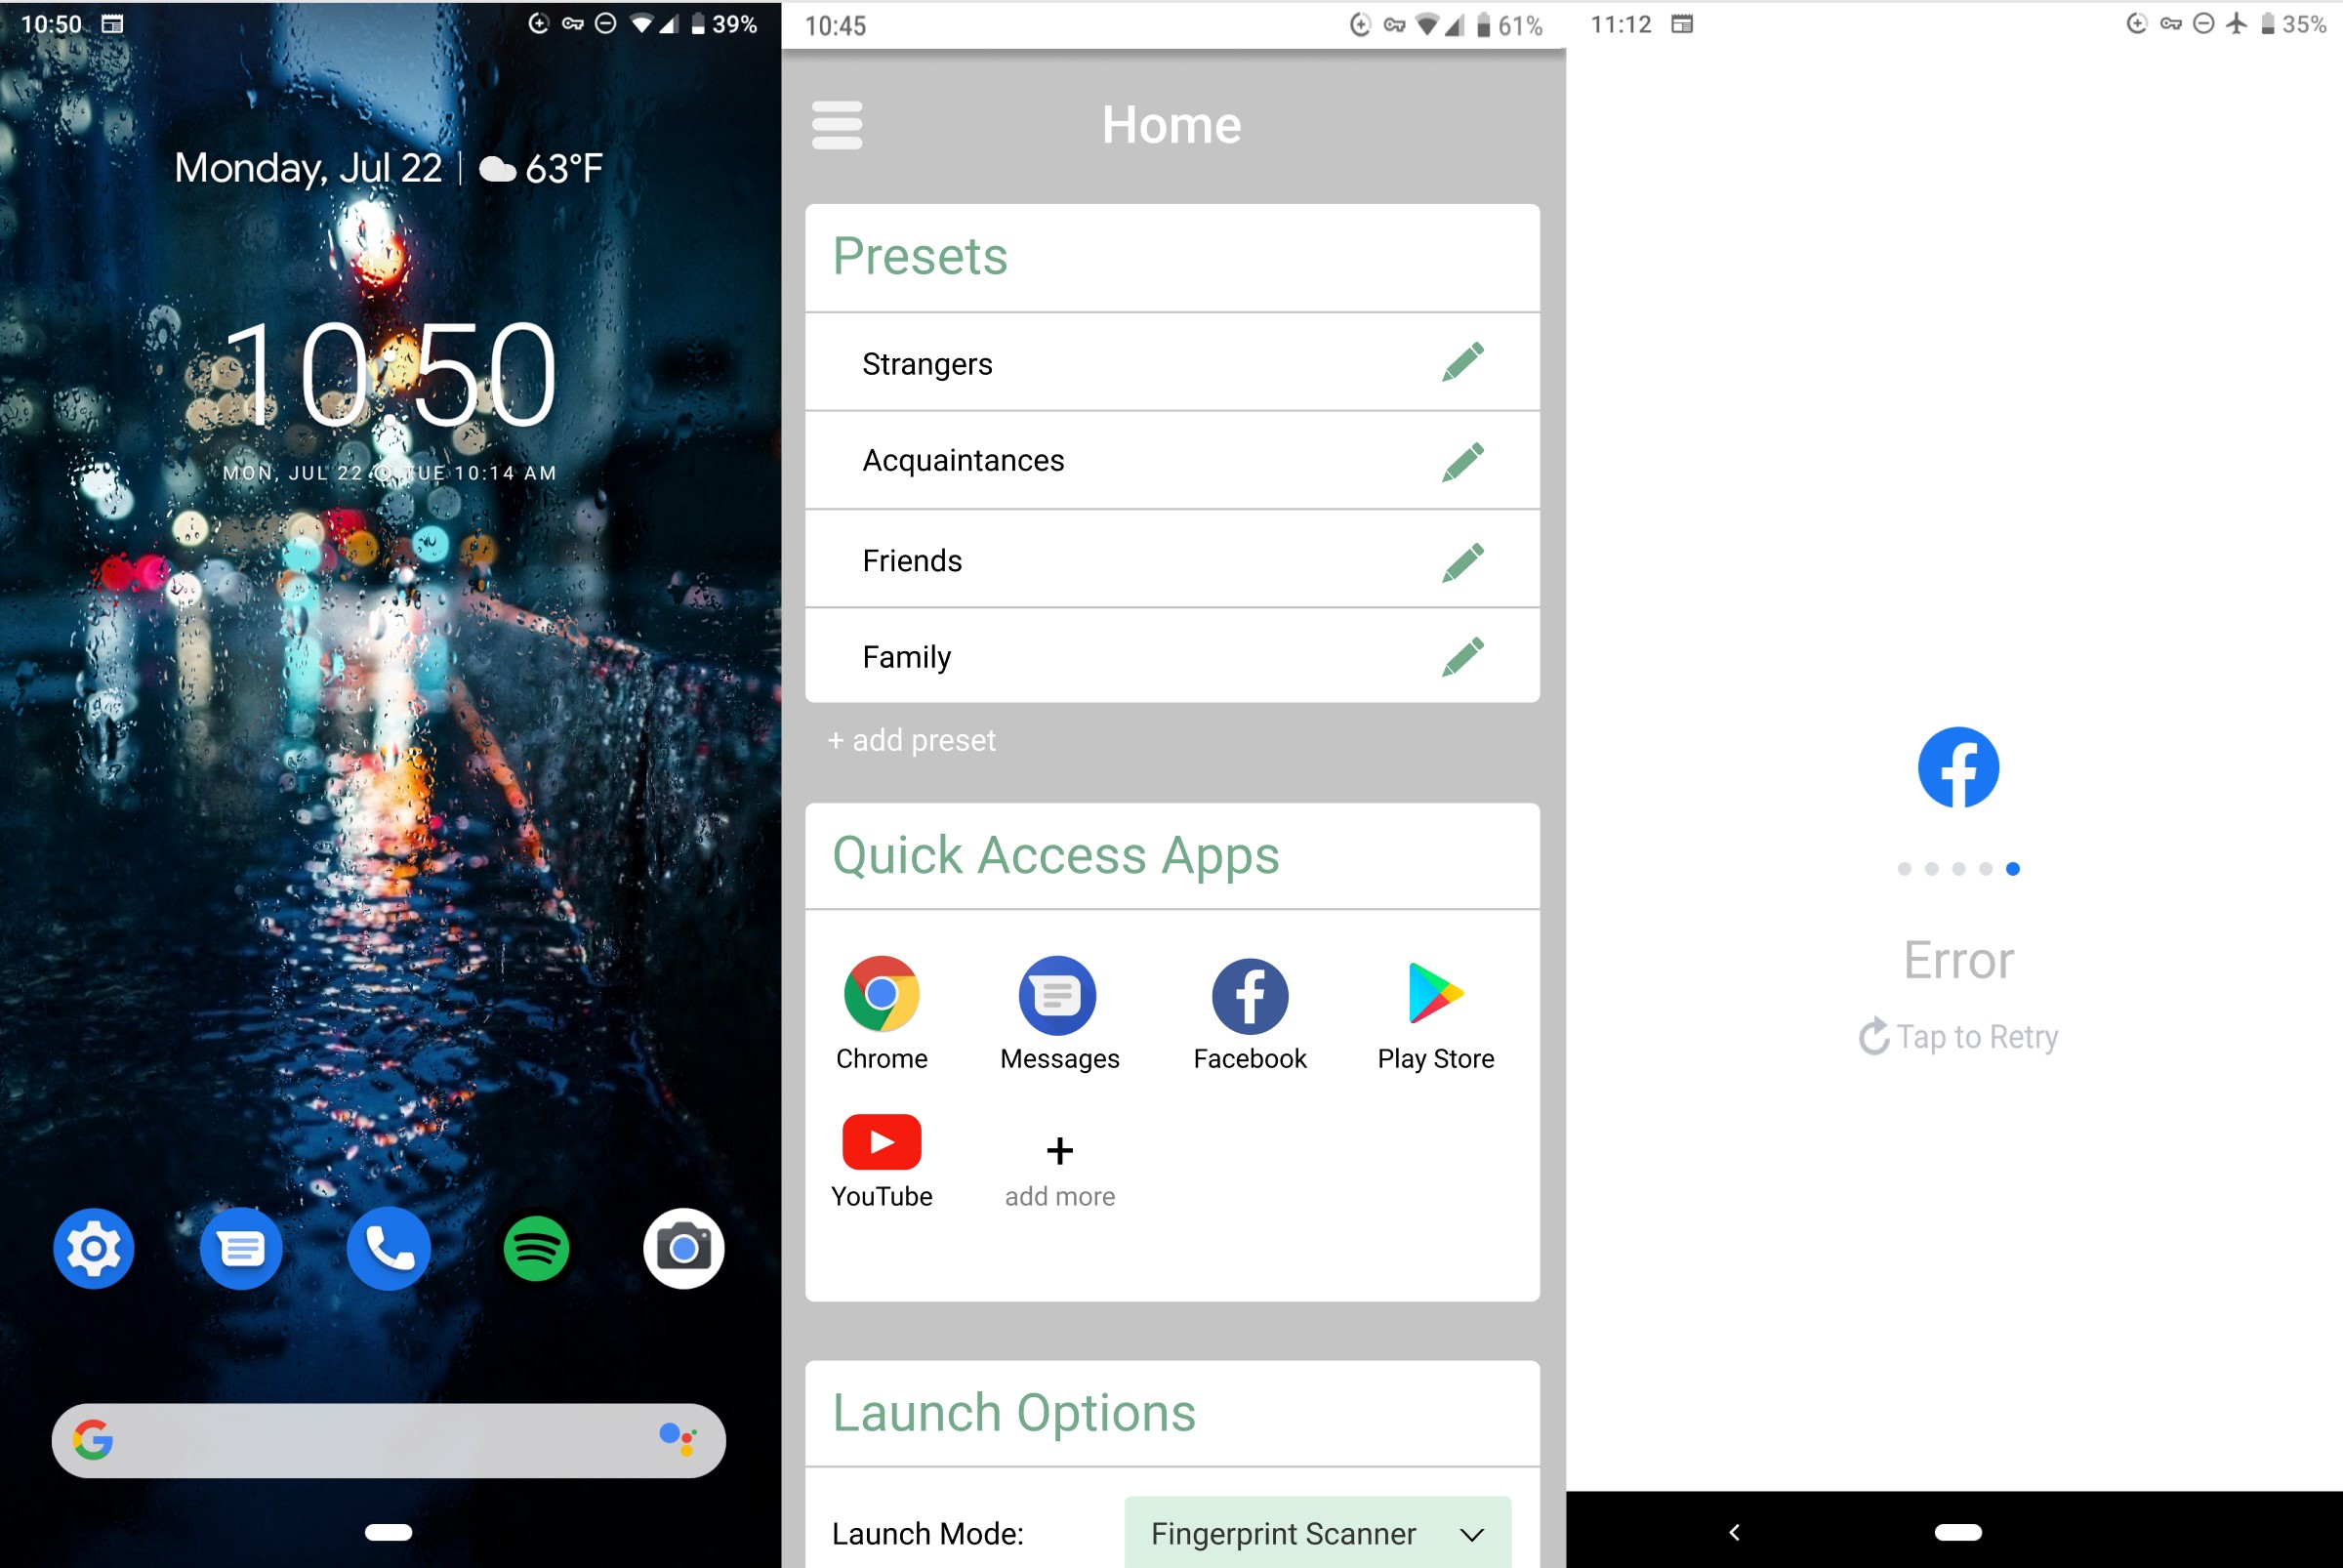 10:50
39%
Monday, Jul 22
63°F
10:50
MON, JUL 22
TUE 10:14 AM
10:45
61%
Home
Presets
Strangers
Acquaintances
Friends
Family
+ add preset
Quick Access Apps
Chrome
Messages
Facebook
Play Store
YouTube
+
add more
Launch Options
Launch Mode:
Fingerprint Scanner
11:12
35%
Error
Tap to Retry